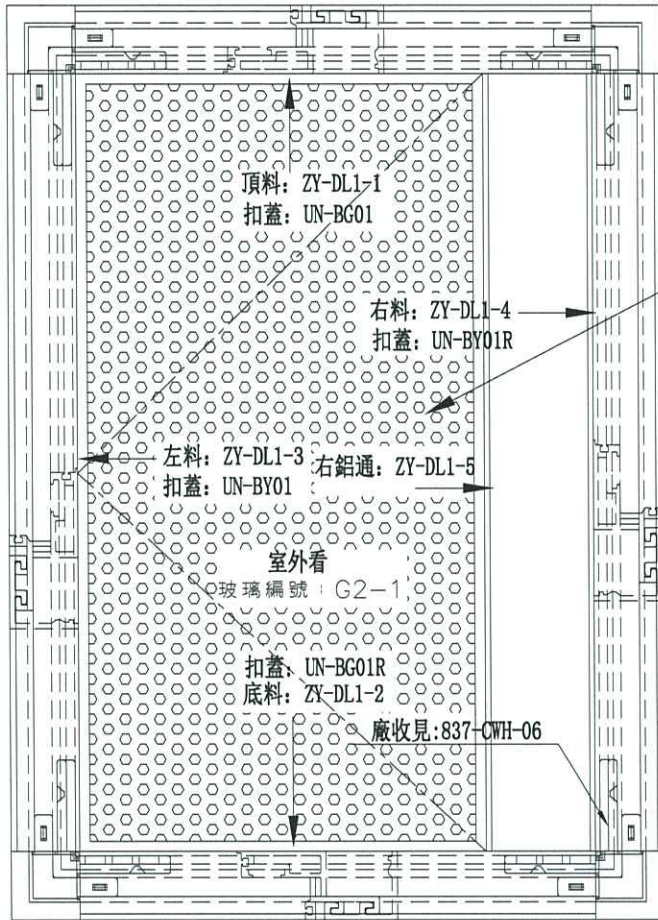 頂料: ZY-DL1-1
扣蓋: UN-BG01
右料: ZY-DL1-4
扣蓋: UN-BY01R
左料: ZY-DL1-3
扣蓋: UN-BY01
右鋁通: ZY-DL1-5
室外看
玻璃編號: G2-1
扣蓋: UN-BG01R
底料: ZY-DL1-2
廠收見:837-CWH-06